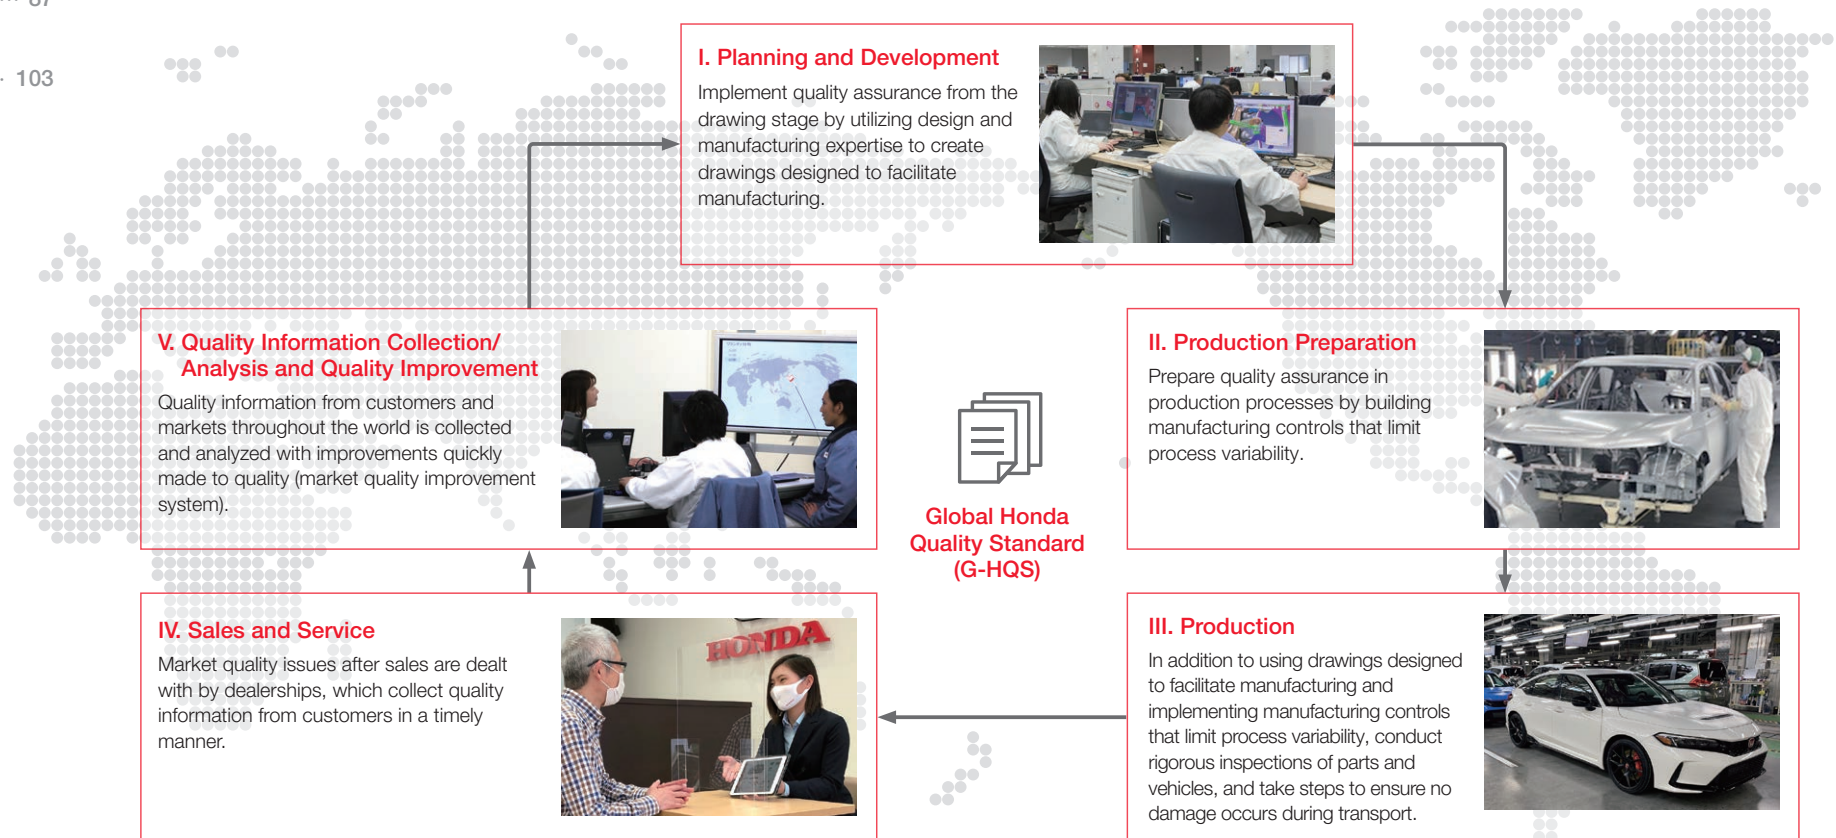 87
103
I. Planning and Development
Implement quality assurance from the
drawing stage by utilizing design and
manufacturing expertise to create
drawings designed to facilitate
manufacturing.
II. Production Preparation
Prepare quality assurance in
production processes by building
manufacturing controls that limit
process variability.
III. Production
In addition to using drawings designed
to facilitate manufacturing and
implementing manufacturing controls
that limit process variability, conduct
rigorous inspections of parts and
vehicles, and take steps to ensure no
damage occurs during transport.
IV. Sales and Service
Market quality issues after sales are dealt
with by dealerships, which collect quality
information from customers in a timely
manner.
HONDA
V. Quality Information Collection/
Analysis and Quality Improvement
Quality information from customers and
markets throughout the world is collected
and analyzed with improvements quickly
made to quality (market quality improvement
system).
Global Honda
Quality Standard
(G-HQS)